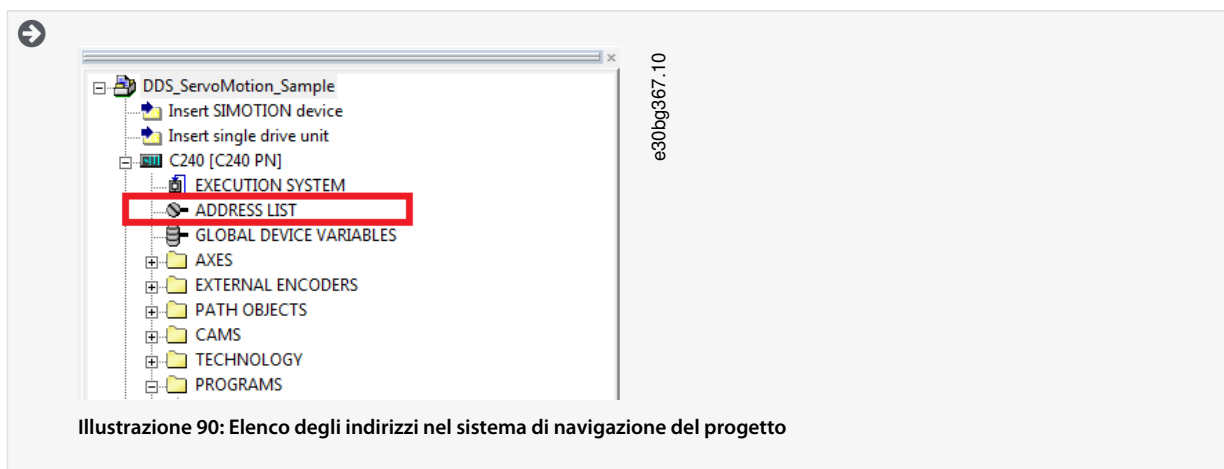 DDS_ServoMotion_Sample
Insert SIMOTION device
Insert single drive unit
C240 [C240 PN]
EXECUTION SYSTEM
ADDRESS LIST
GLOBAL DEVICE VARIABLES
AXES
EXTERNAL ENCODERS
PATH OBJECTS
CAMS
TECHNOLOGY
PROGRAMS
e30bg367.10
Illustrazione 90: Elenco degli indirizzi nel sistema di navigazione del progetto